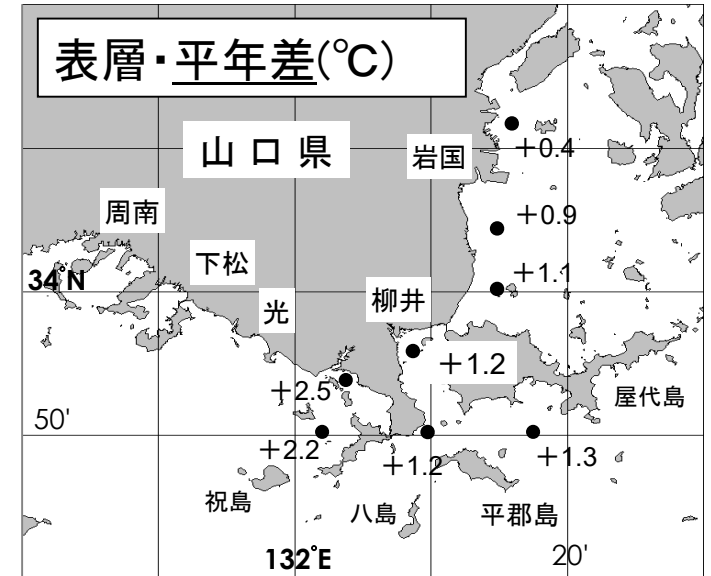 表層・平年差(℃)
山口県
岩国
+0.4
周南
+0.9
下松
+1.1
34°N
光
柳井
+1.2
+2.5
屋代島
50'
+2.2
+1.2
+1.3
祝島
八島
平郡島
132°E
20'